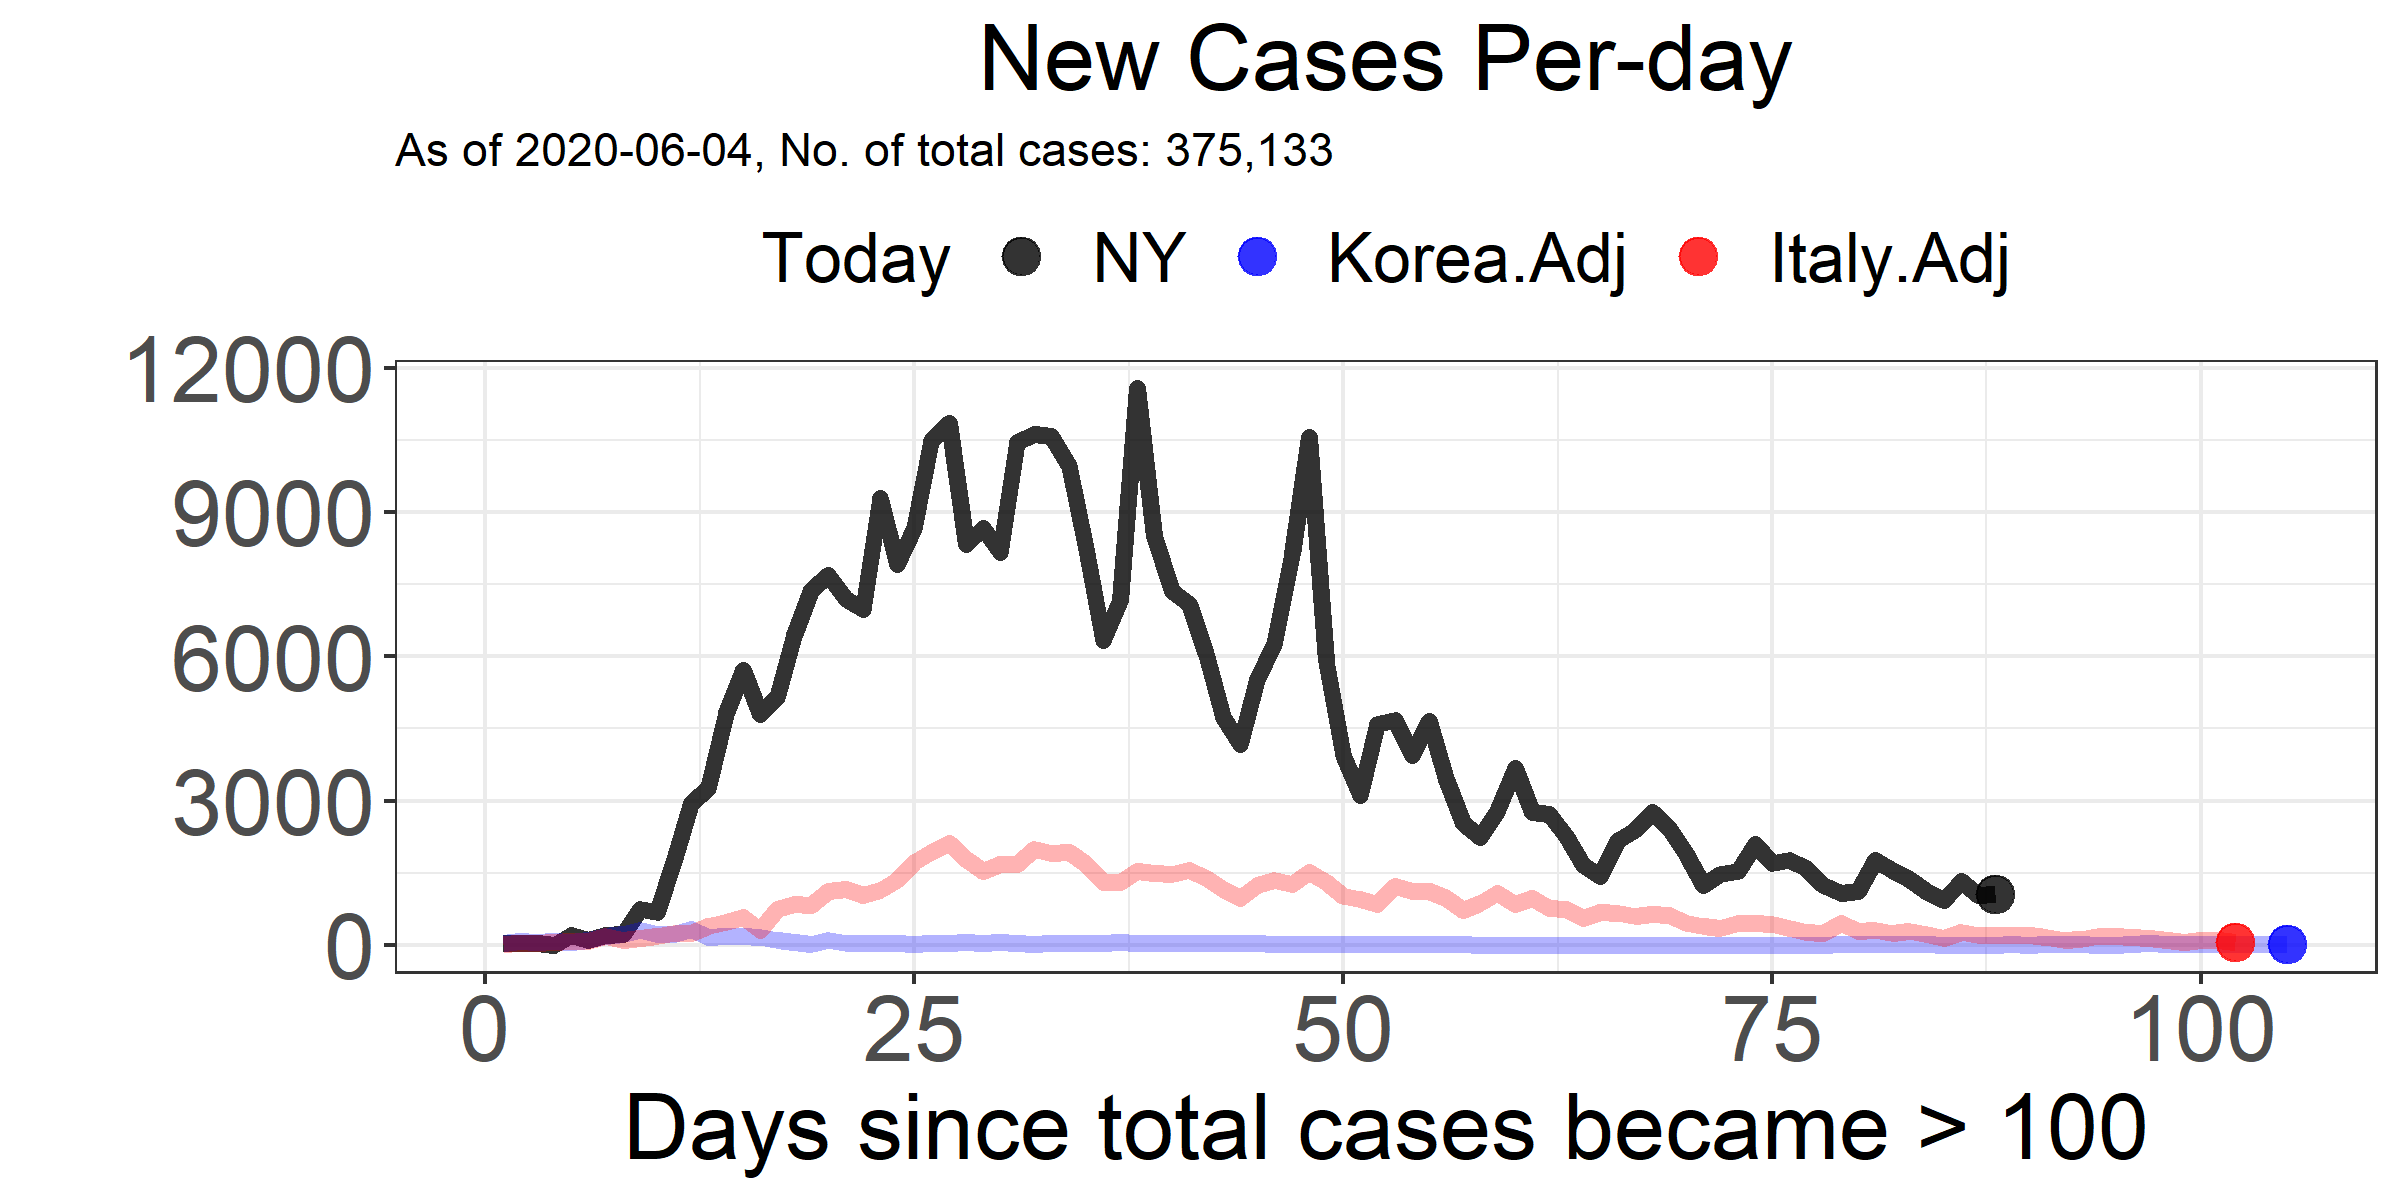 New Cases Per-day
As of 2020-06-04, No. of total cases: 375,133
Today NY Korea.Adj Italy.Adj
12000
9000
6000
3000
0
0 25 50 75 100
Days since total cases became > 100